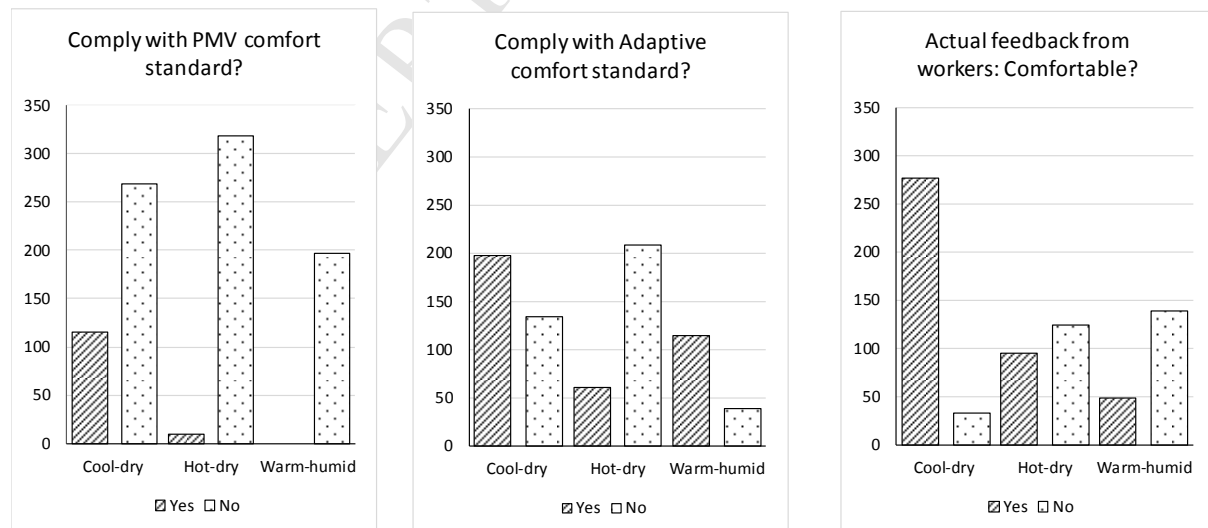 Comply with PMV comfort
standard?
350
300
250
200
150
100
50
0
Cool-dry Hot-dry Warm-humid
Yes No
Comply with Adaptive
comfort standard?
350
300
250
200
150
100
50
0
Cool-dry Hot-dry Warm-humid
Yes No
Actual feedback from
workers: Comfortable?
350
300
250
200
150
100
50
0
Cool-dry Hot-dry Warm-humid
Yes No